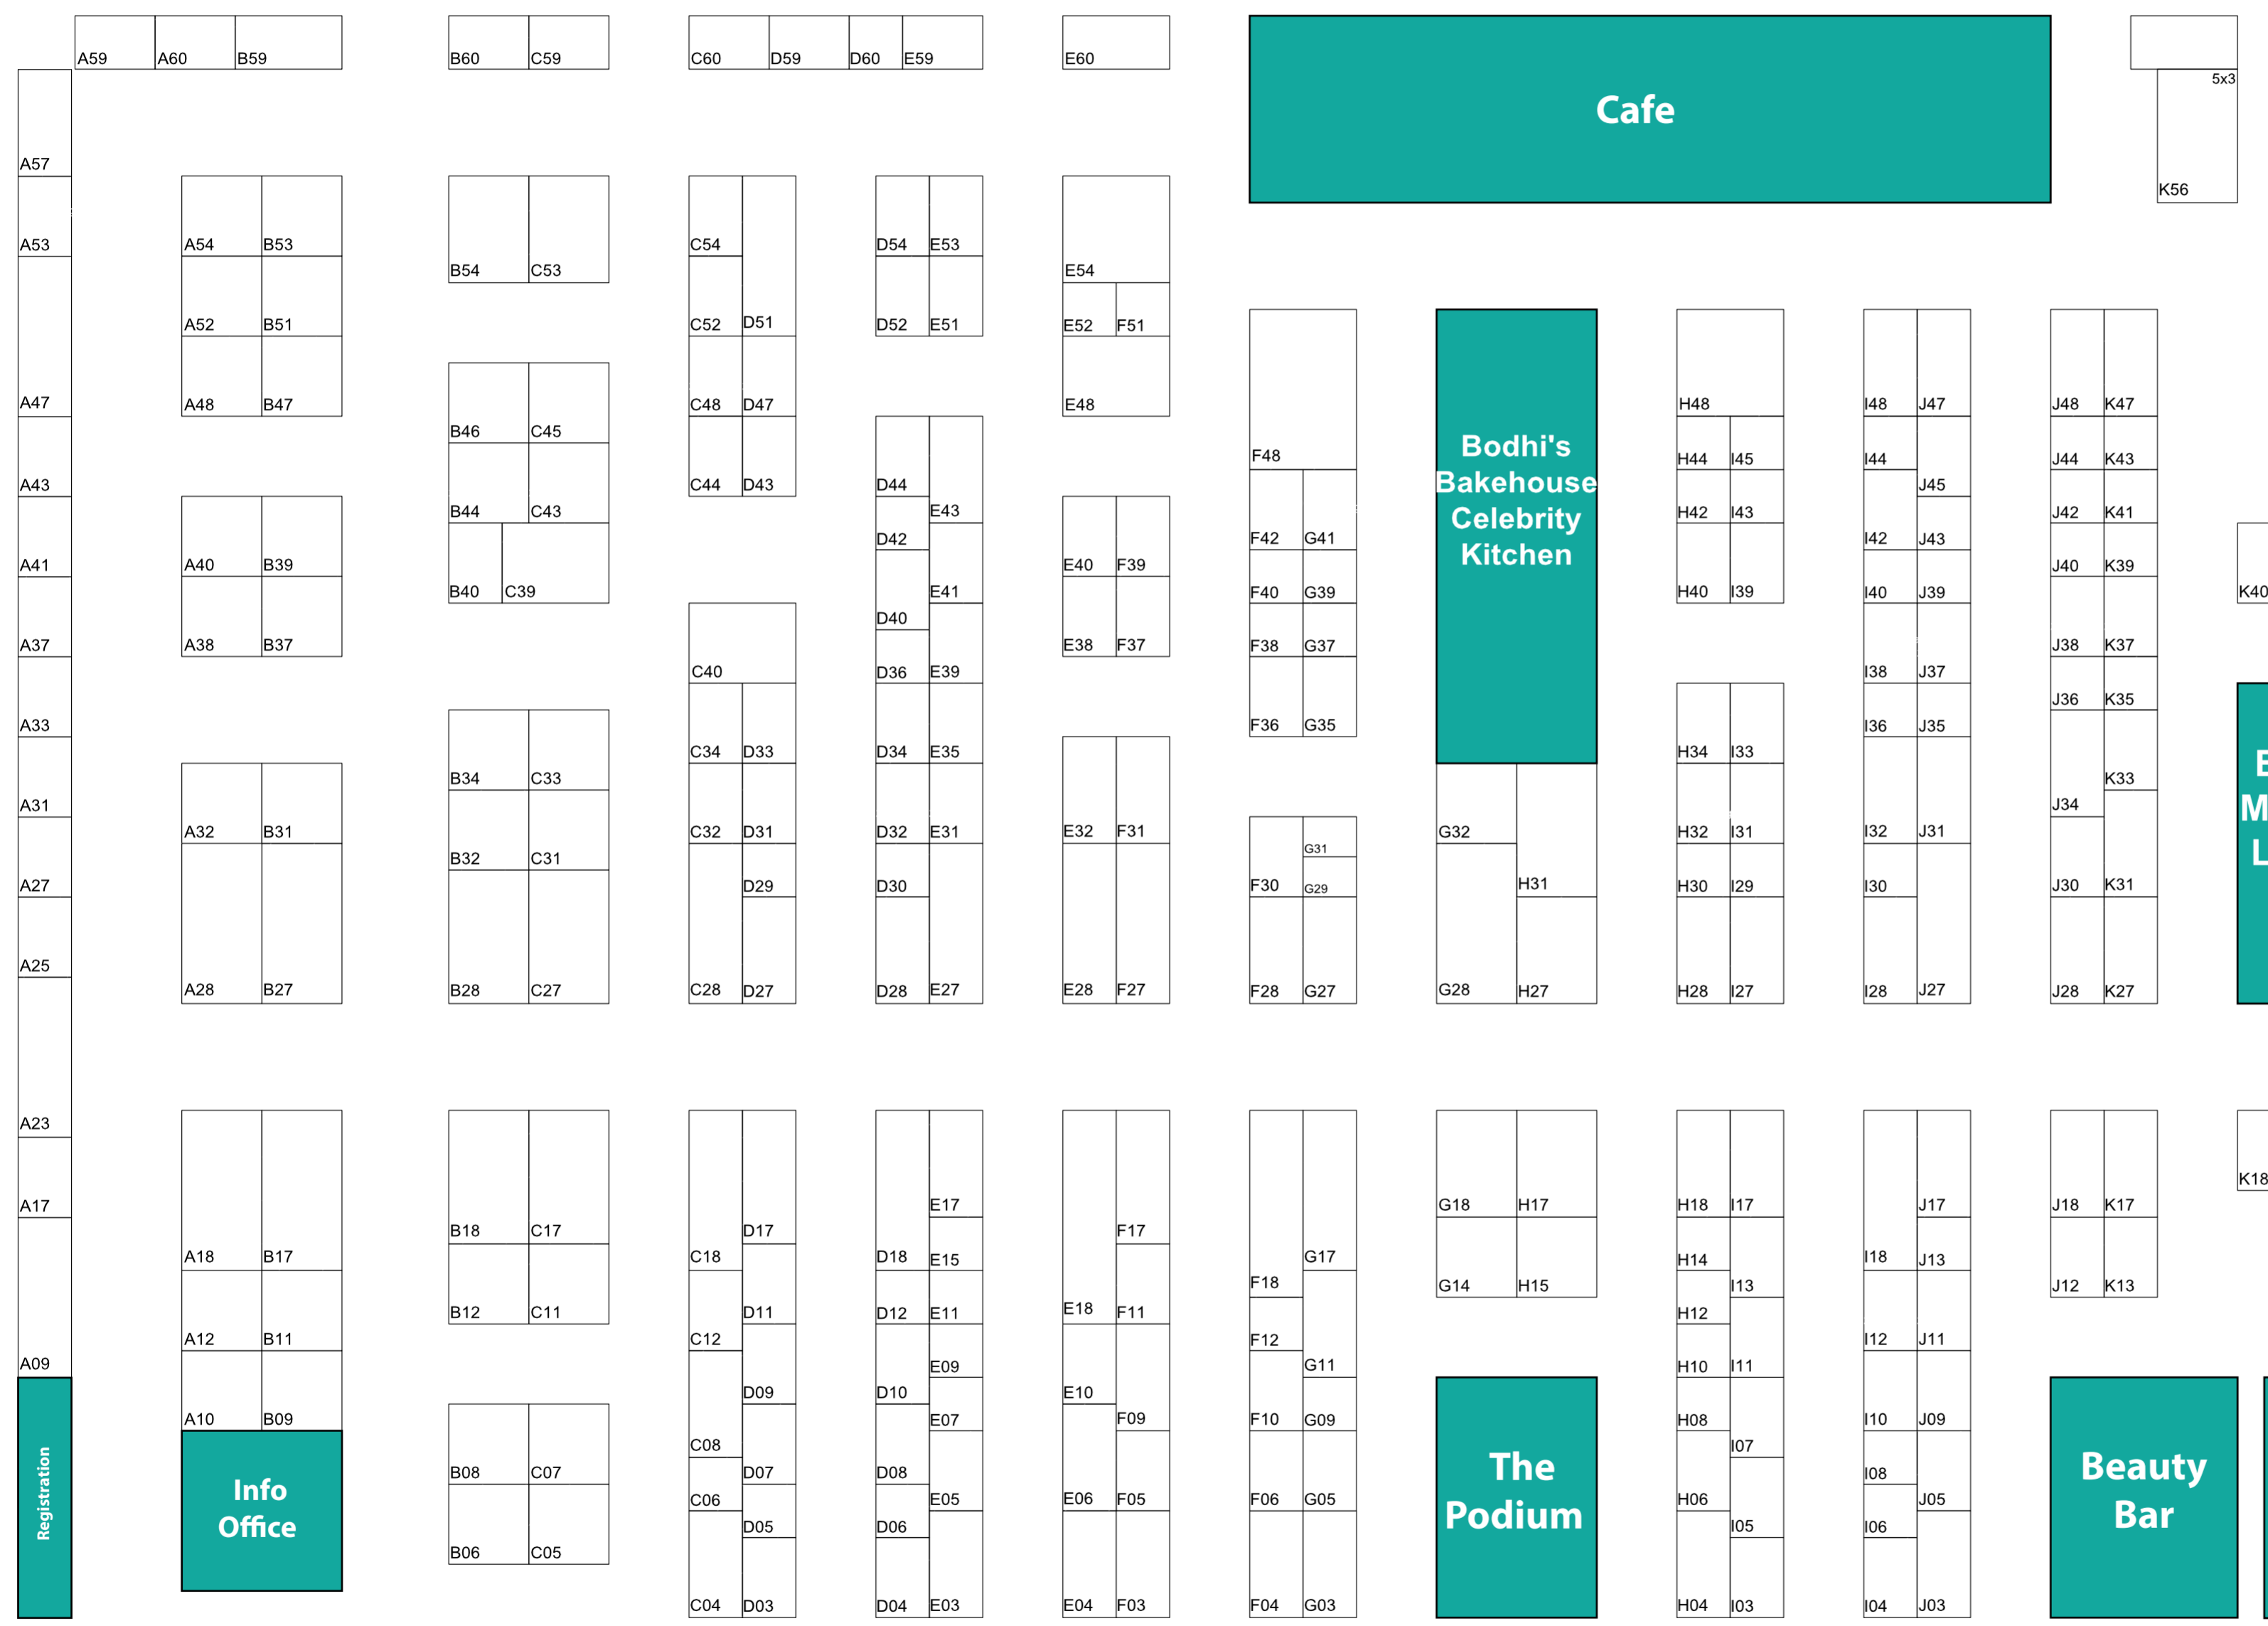 A59 A60 B59 B60 C59 C60 D59 D60 E59 E60
Cafe
5x3
A57
K56
A53 A54 B53 C54 D54 E53
B54 C53 E54
A52 B51 C52 D51 D52 E51 E52 F51
A47 A48 B47 C48 D47 E48 H48 I48 J47 J48 K47
B46 C45 F48 H44 I45 I44 J44 K43
Bodhi's
Bakehouse
Celebrity
Kitchen
A43 C44 D43 D44 J45
B44 C43 E43 H42 I43 J42 K41
D42 F42 G41 I42 J43
A41 A40 B39 E40 F39 J40 K39
B40 C39 E41 F40 G39 H40 I39 I40 J39 K40
D40
A37 A38 B37 E38 F37 F38 G37 J38 K37
C40 D36 E39 I38 J37
J36 K35
A33 F36 G35 I36 J35
C34 D33 D34 E35 H34 I33
B34 C33 K33
E
M
L
A31 J34
A32 B31 C32 D31 D32 E31 E32 F31 G32 H32 I31 I32 J31
G31
B32 C31
A27 D29 D30 F30 G29 H31 H30 I29 I30 J30 K31
A25
A28 B27 B28 C27 C28 D27 D28 E27 E28 F27 F28 G27 G28 H27 H28 I27 I28 J27 J28 K27
A23
K18
A17 E17 G18 H17 H18 I17 J17 J18 K17
B18 C17 D17 F17
A18 B17 C18 D18 E15 G17 H14 I18 J13
F18 G14 H15 I13 J12 K13
B12 C11 D11 D12 E11 E18 F11 H12
A12 B11 C12 F12 I12 J11
A09 E09 G11 H10 I11
D09 D10 E10
A10 B09 E07 F09 F10 G09 H08 I10 J09
C08 I07
B08 C07 D07 D08 I08
Registration
Info
Office
The
Podium
Beauty
Bar
C06 E05 E06 F05 F06 G05 H06 J05
D05 D06 I05 I06
B06 C05
C04 D03 D04 E03 E04 F03 F04 G03 H04 I03 I04 J03